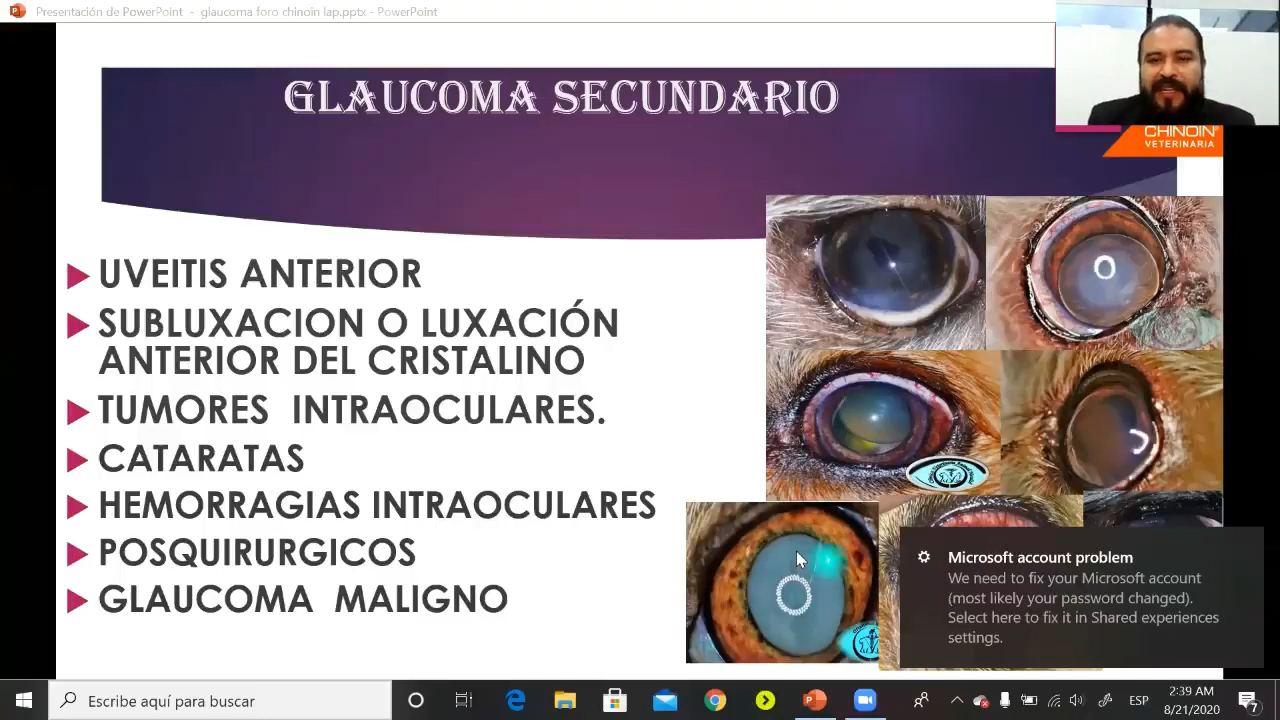 Presentación de PowerPoint - glaucoma foro chinoin lap.pptx - PowerPoint
GLAUCOMA SECUNDARIO
CHINOIN®
VETERINARIA
UVEITIS ANTERIOR
SUBLUXACION O LUXACIÓN
ANTERIOR DEL CRISTALINO
TUMORES INTRAOCULARES.
CATARATAS
HEMORRAGIAS INTRAOCULARES
POSQUIRURGICOS
GLAUCOMA MALIGNO
Microsoft account problem
We need to fix your Microsoft account
(most likely your password changed).
Select here to fix it in Shared experiences
settings.
Escribe aquí para buscar
ESP
2:39 AM
8/21/2020
7